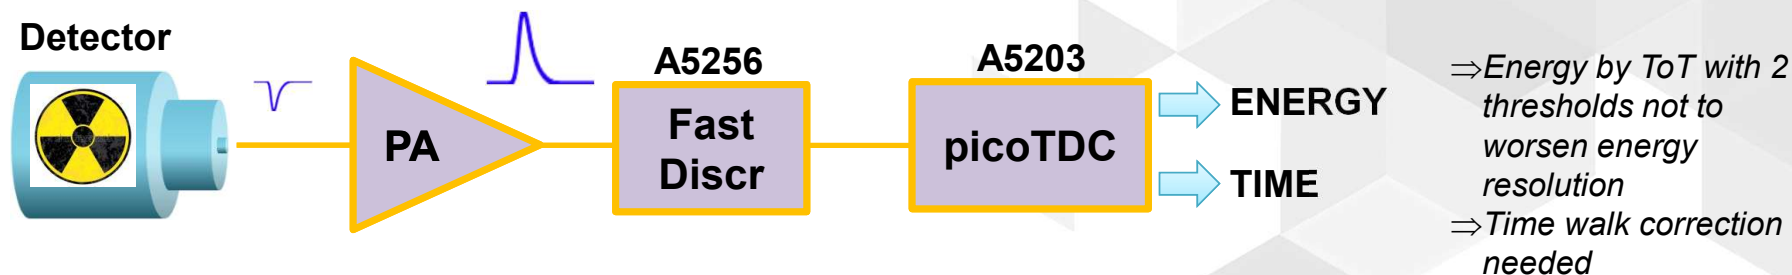 Detector
PA
A5256
Fast
Discr
A5203
picoTDC
ENERGY
TIME
⇒Energy by ToT with 2
thresholds not to
worsen energy
resolution
⇒Time walk correction
needed